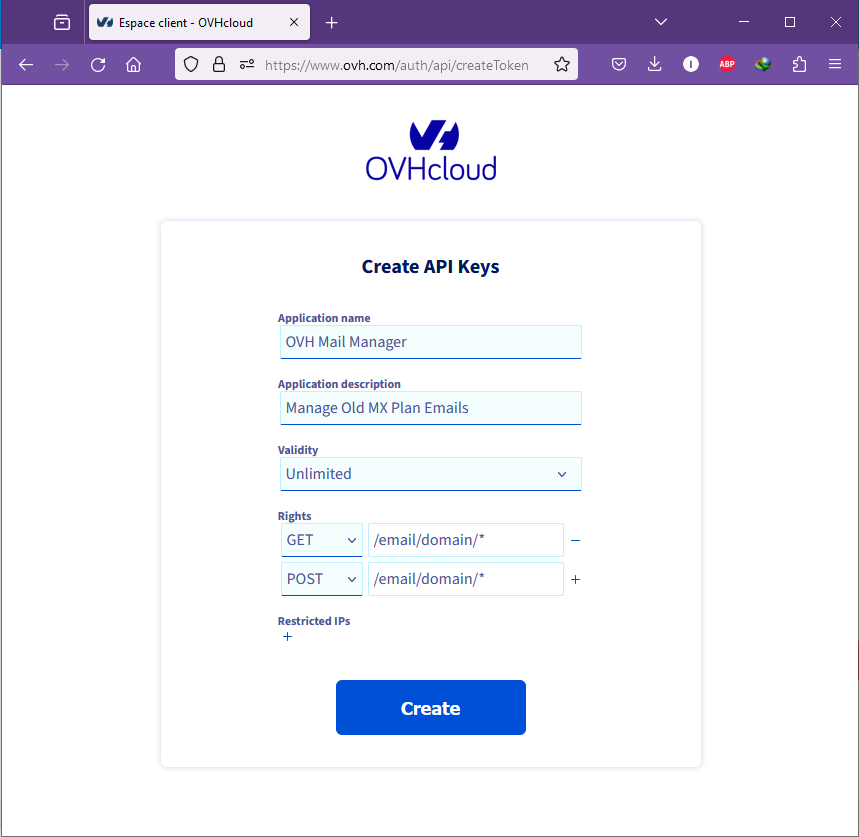 Espace client - OVHcloud
https://www.ovh.com/auth/api/createToken
ABP
OVHcloud
Create API Keys
Application name
OVH Mail Manager
Application description
Manage Old MX Plan Emails
Validity
Unlimited
Rights
GET /email/domain/* −
POST /email/domain/* +
Restricted IPs
+
Create